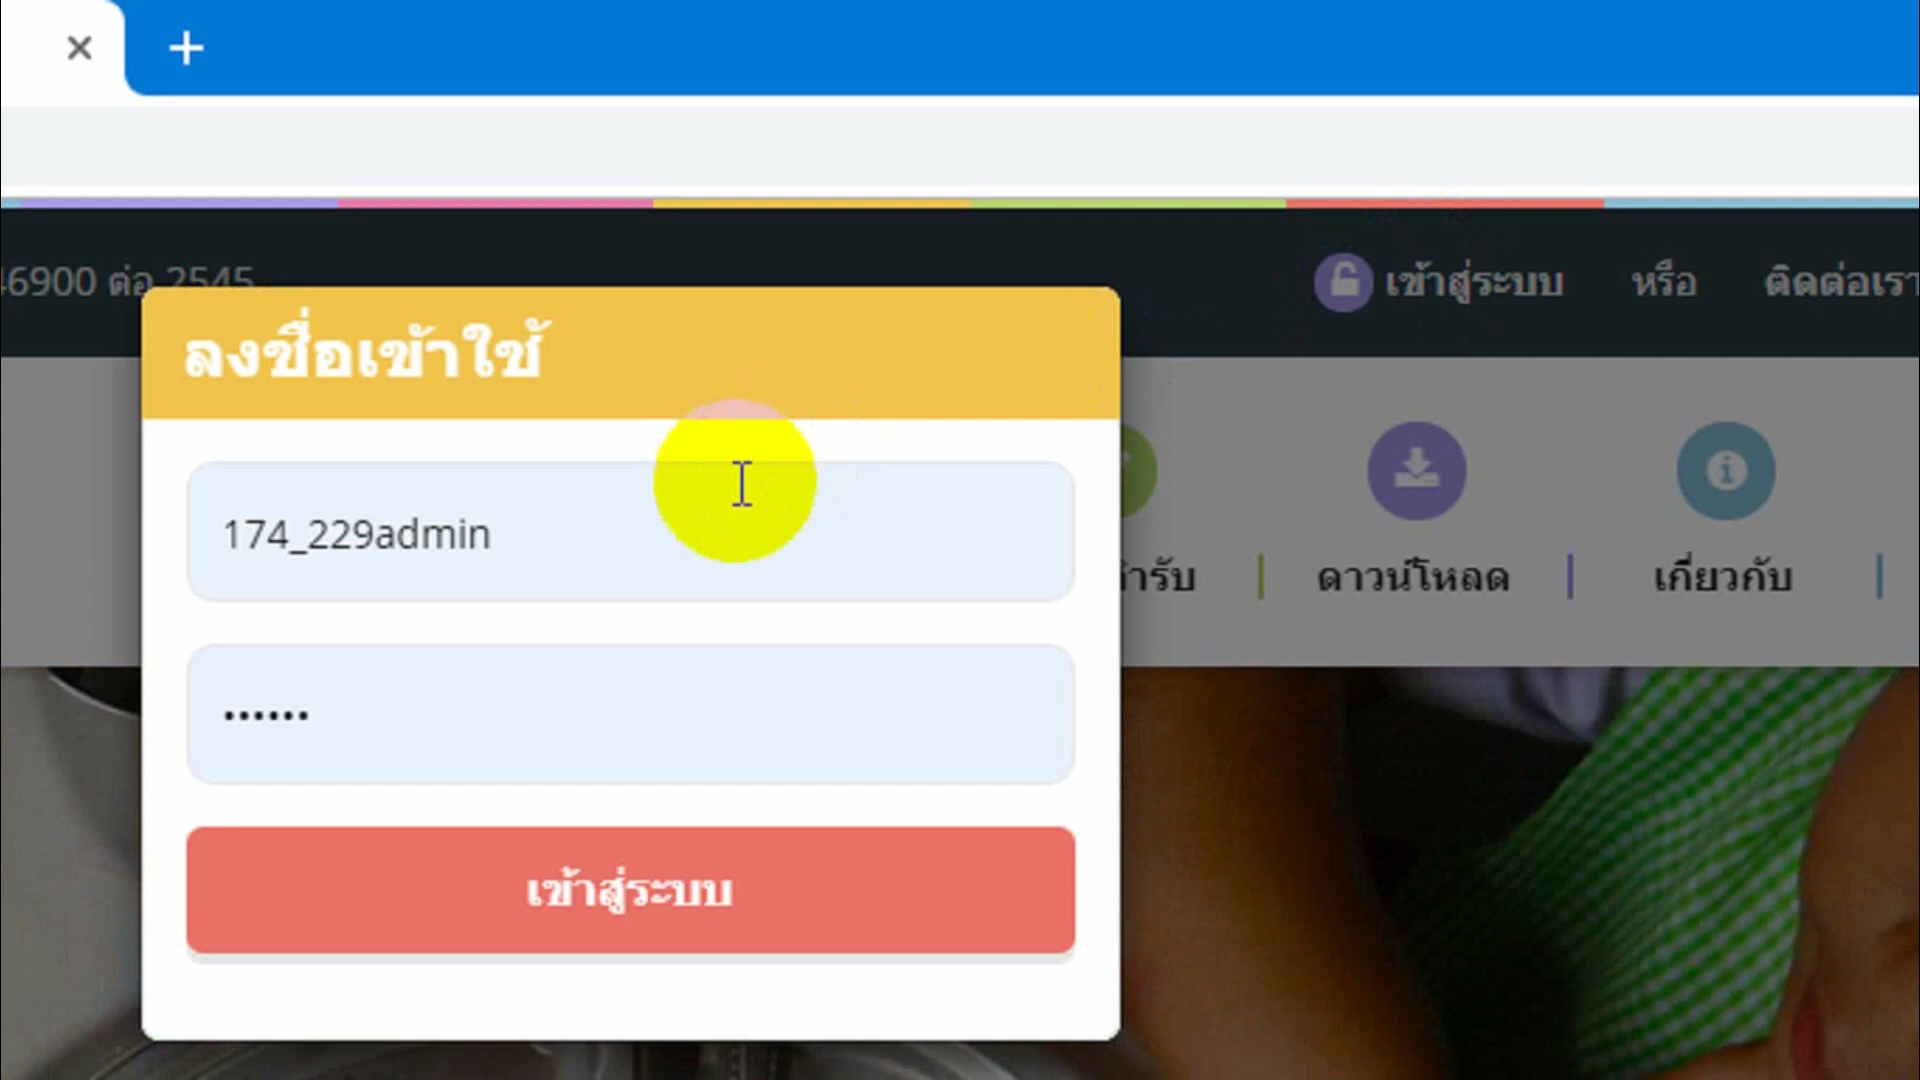 46900 ต่อ 2545
เข้าสู่ระบบ หรือ ติดต่อเรา
ลงชื่อเข้าใช้
174_229admin
••••••
เข้าสู่ระบบ
ดาวน์โหลด
เกี่ยวกับ